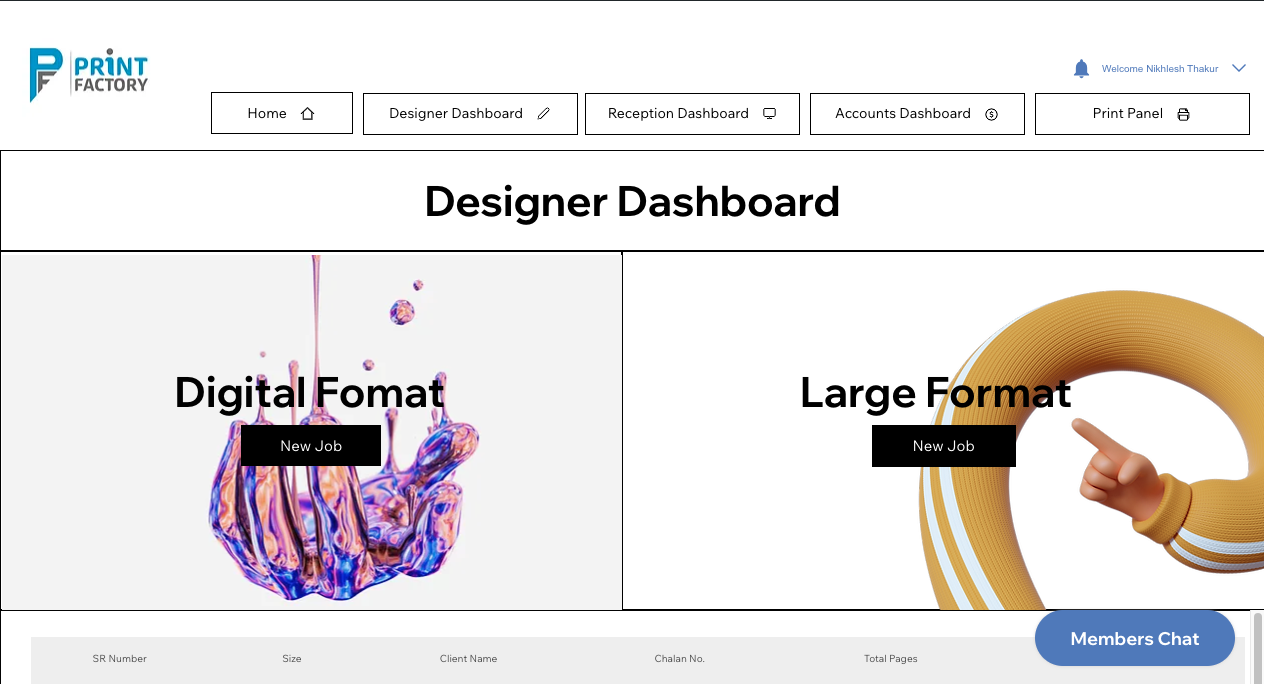 PRINT
FACTORY
Welcome Nikhlesh Thakur
Home
Designer Dashboard
Reception Dashboard
Accounts Dashboard
Print Panel
Designer Dashboard
Digital Fomat
New Job
Large Format
New Job
Members Chat
SR Number
Size
Client Name
Chalan No.
Total Pages